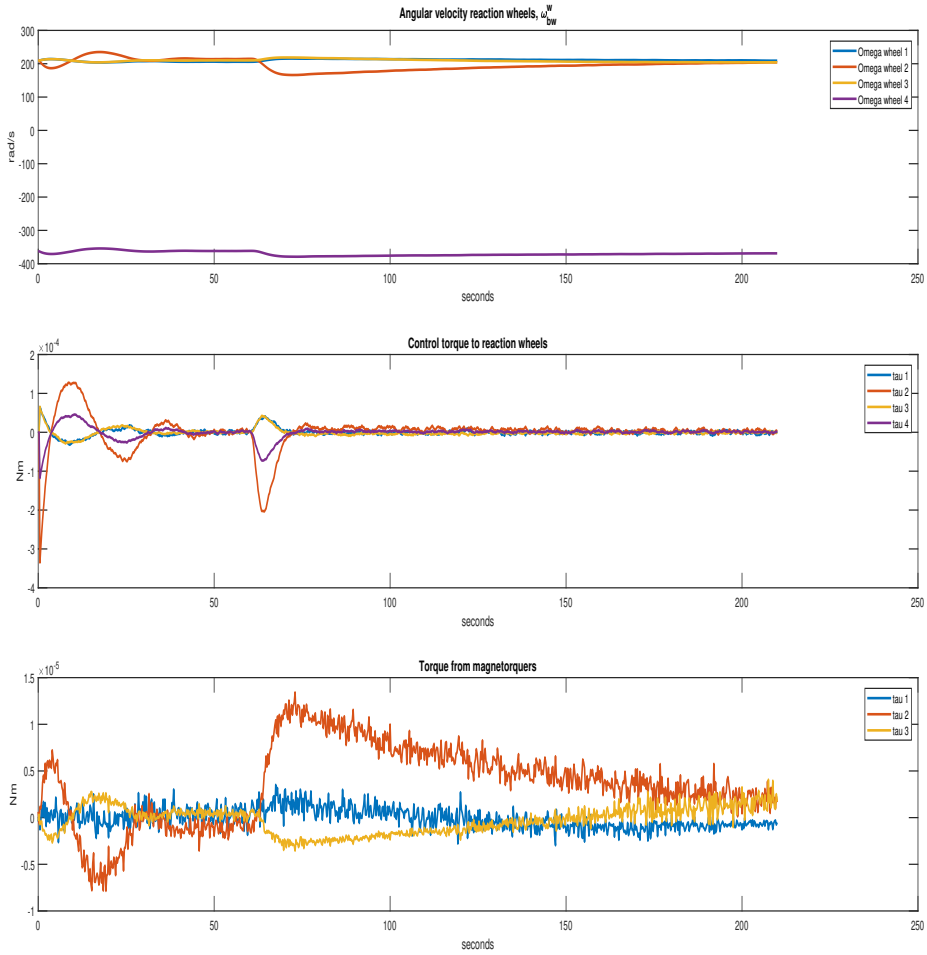 Angular velocity reaction wheels, ω^w_bw
300
200
100
0
-100
-200
-300
-400
rad/s
0 50 100 150 200 250
seconds
Omega wheel 1
Omega wheel 2
Omega wheel 3
Omega wheel 4
Control torque to reaction wheels
×10^-4
2
1
0
-1
-2
-3
-4
Nm
0 50 100 150 200 250
seconds
tau 1
tau 2
tau 3
tau 4
Torque from magnetorquers
×10^-5
1.5
1
0.5
0
-0.5
-1
Nm
0 50 100 150 200 250
seconds
tau 1
tau 2
tau 3